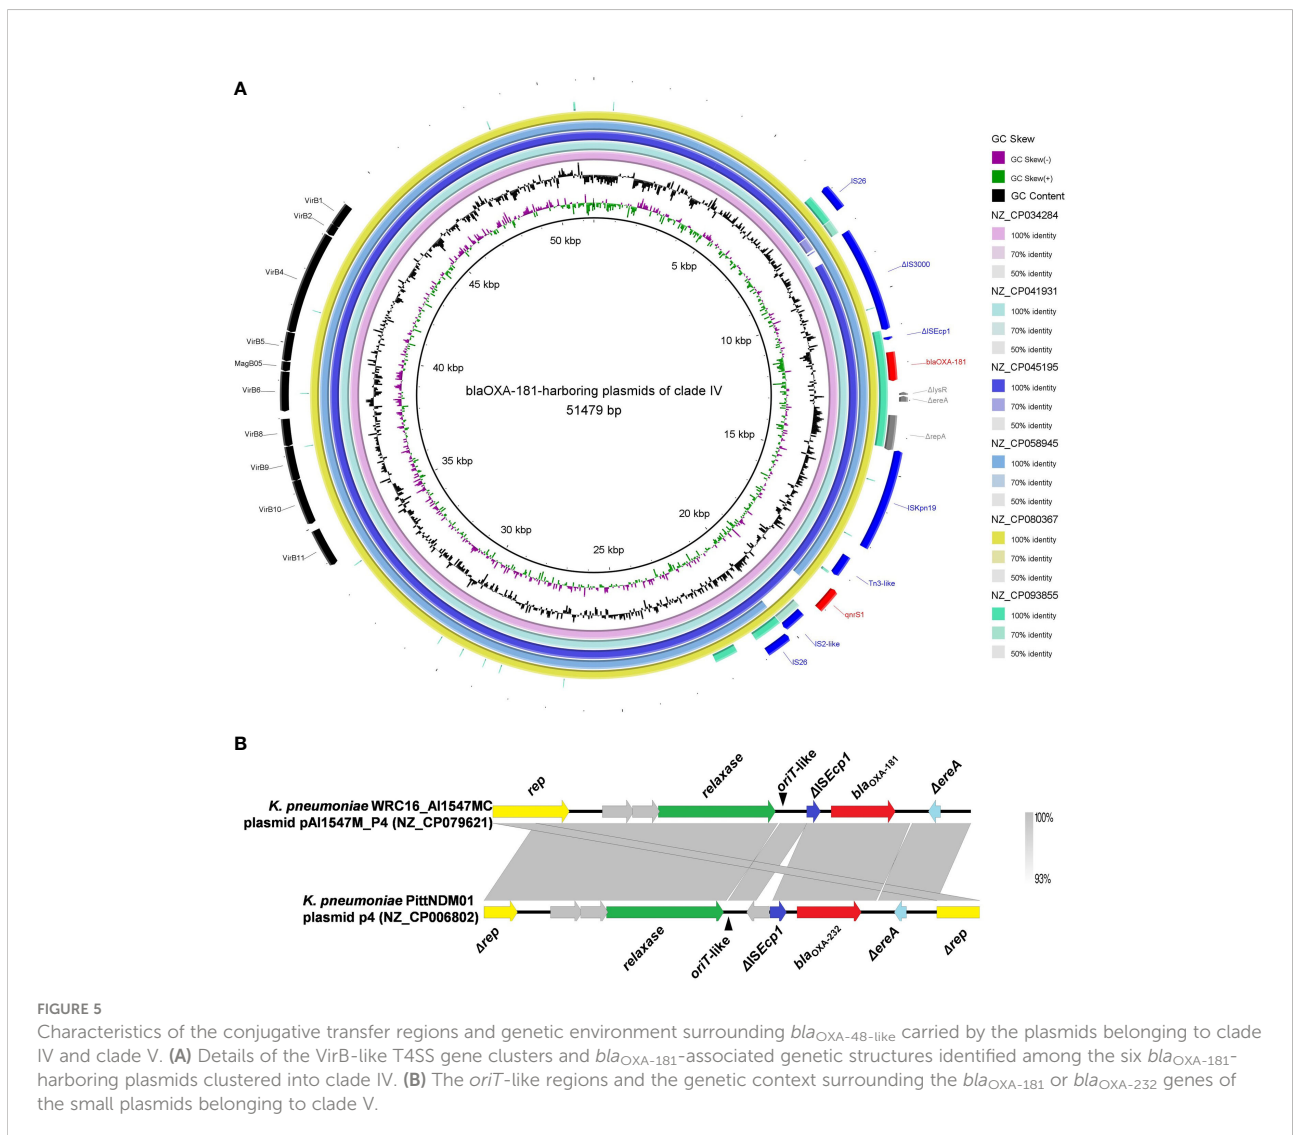 A
GC Skew
GC Skew(-)
GC Skew(+)
GC Content
NZ_CP034284
100% identity
70% identity
50% identity
NZ_CP041931
100% identity
70% identity
50% identity
NZ_CP045195
100% identity
70% identity
50% identity
NZ_CP058945
100% identity
70% identity
50% identity
NZ_CP080367
100% identity
70% identity
50% identity
NZ_CP093855
100% identity
70% identity
50% identity
VirB1
VirB2
VirB4
VirB5
MagB05
VirB6
VirB8
VirB9
VirB10
VirB11
IS26
ΔIS3000
ΔISEcp1
blaOXA-181
ΔlysR
ΔereA
ΔrepA
ISKpn19
Tn3-like
qnrS1
IS2-like
IS26
50 kbp
5 kbp
10 kbp
15 kbp
20 kbp
25 kbp
30 kbp
35 kbp
40 kbp
45 kbp
blaOXA-181-harboring plasmids of clade IV
51479 bp
B
rep
relaxase
oriT-like
ΔISEcp1
blaOXA-181
ΔereA
K. pneumoniae WRC16_AI1547MC
plasmid pAI1547M_P4 (NZ_CP079621)
100%
93%
K. pneumoniae PittNDM01
plasmid p4 (NZ_CP006802)
Δrep
relaxase
oriT-like
ΔISEcp1
blaOXA-232
ΔereA
Δrep
FIGURE 5
Characteristics of the conjugative transfer regions and genetic environment surrounding blaOXA-48-like carried by the plasmids belonging to clade
IV and clade V. (A) Details of the VirB-like T4SS gene clusters and blaOXA-181-associated genetic structures identified among the six blaOXA-181-
harboring plasmids clustered into clade IV. (B) The oriT-like regions and the genetic context surrounding the blaOXA-181 or blaOXA-232 genes of
the small plasmids belonging to clade V.